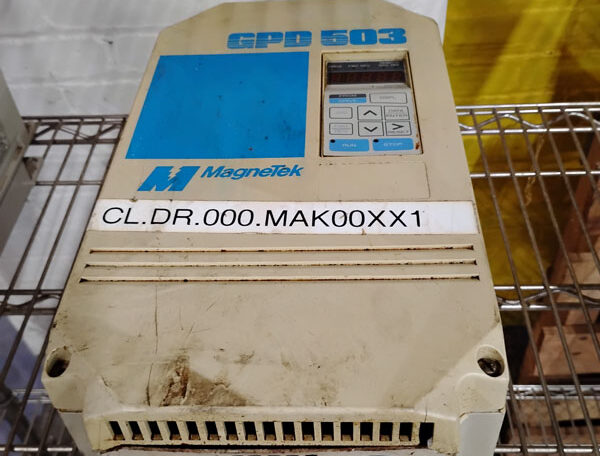 GPD 503
MagneTek
RUN
STOP
CL.DR.000.MAK00XX1